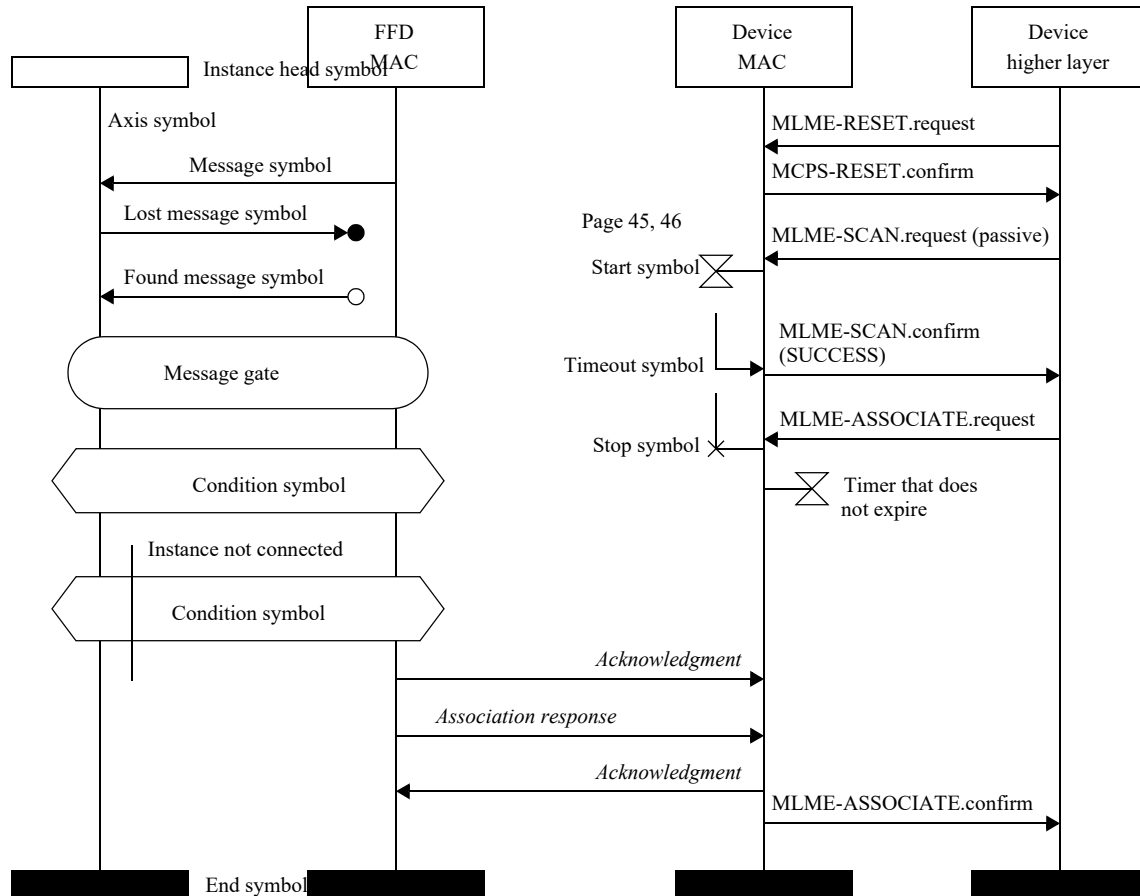 FFD
MAC
Device
MAC
Device
higher layer
Instance head symbol
Axis symbol
MLME-RESET.request
Message symbol
MCPS-RESET.confirm
Lost message symbol
Page 45, 46
MLME-SCAN.request (passive)
Start symbol
Found message symbol
MLME-SCAN.confirm
(SUCCESS)
Timeout symbol
Message gate
MLME-ASSOCIATE.request
Stop symbol
Condition symbol
Timer that does
not expire
Instance not connected
Condition symbol
Acknowledgment
Association response
Acknowledgment
MLME-ASSOCIATE.confirm
End symbol